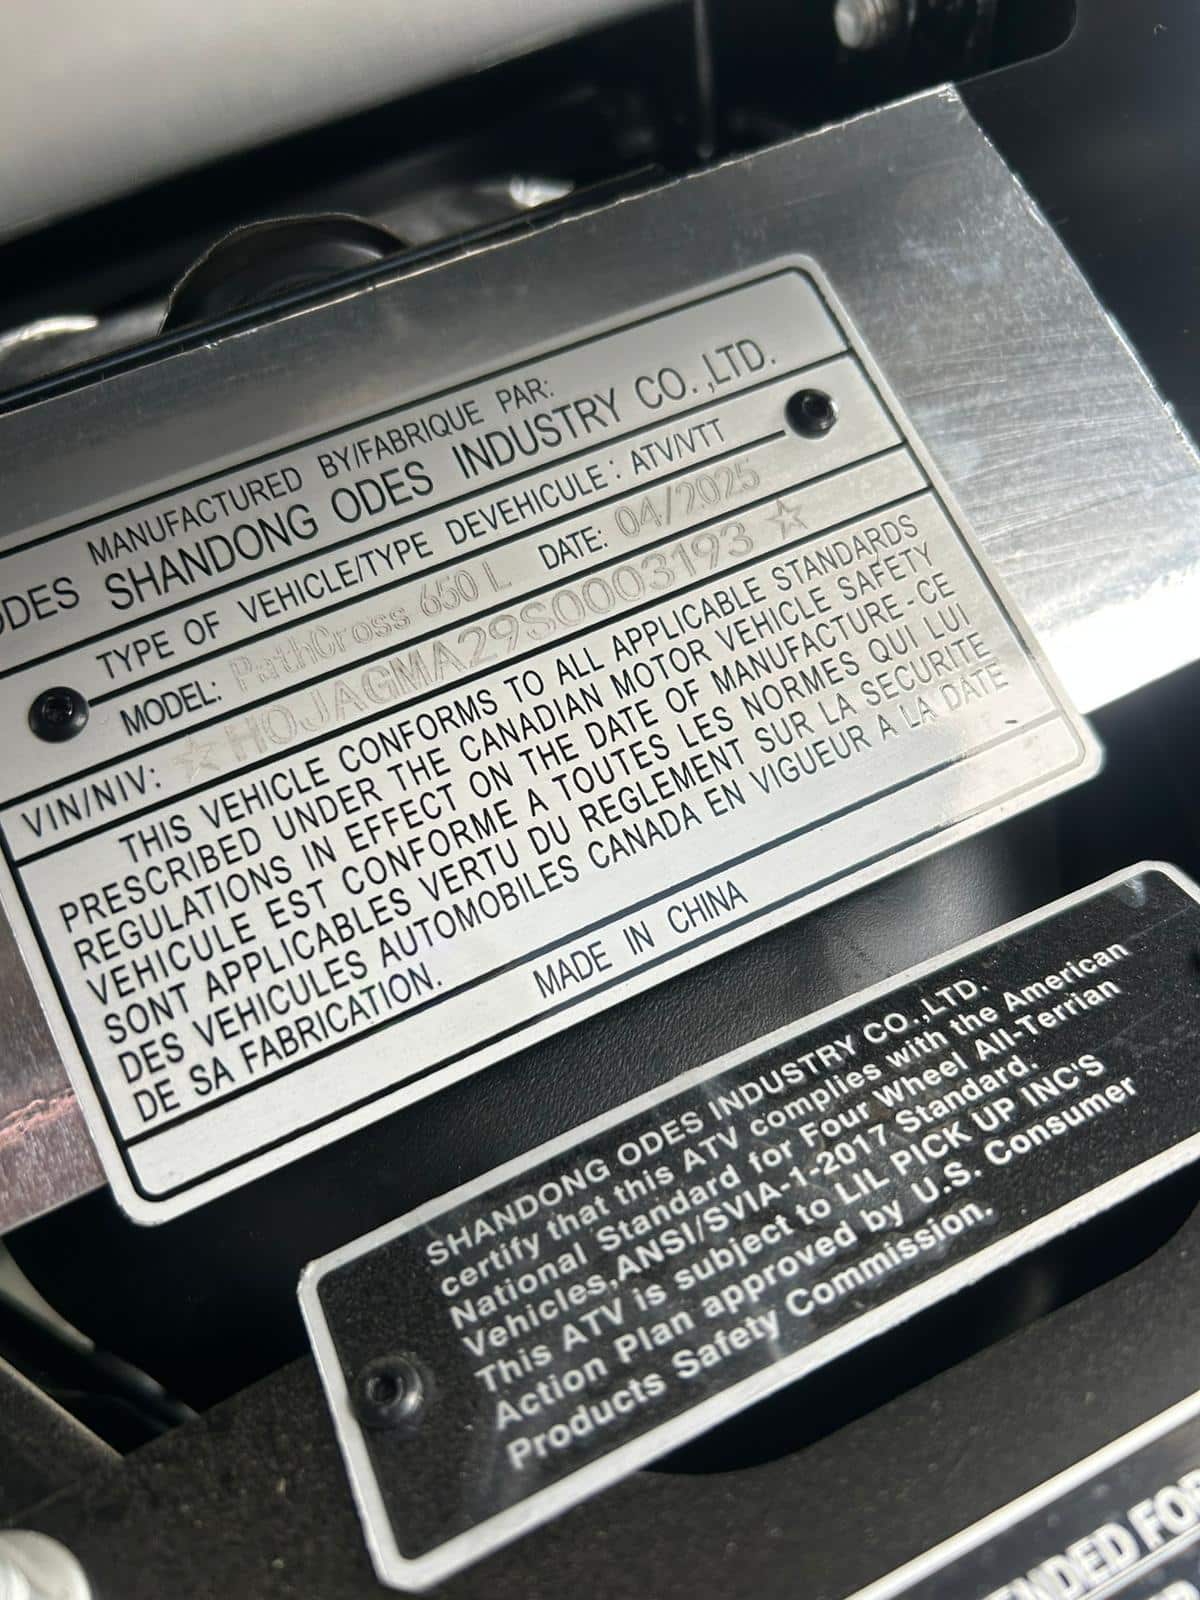 MANUFACTURED BY/FABRIQUE PAR:
ODES SHANDONG ODES INDUSTRY CO.,LTD.
TYPE OF VEHICLE/TYPE DEVEHICULE: ATV/VTT
MODEL: PathCross 650 L DATE: 04/2025
VIN/NIV: ☆H0JAGMA29S0003193☆
THIS VEHICLE CONFORMS TO ALL APPLICABLE STANDARDS
PRESCRIBED UNDER THE CANADIAN MOTOR VEHICLE SAFETY
REGULATIONS IN EFFECT ON THE DATE OF MANUFACTURE-CE
VEHICULE EST CONFORME A TOUTES LES NORMES QUI LUI
SONT APPLICABLES VERTU DU REGLEMENT SUR LA SECURITE
DES VEHICULES AUTOMOBILES CANADA EN VIGUEUR A LA DATE
DE SA FABRICATION.
MADE IN CHINA
SHANDONG ODES INDUSTRY CO.,LTD.
certify that this ATV complies with the American
National Standard for Four Wheel All-Terrian
Vehicles,ANSI/SVIA-1-2017 Standard.
This ATV is subject to LIL PICK UP INC'S
Action Plan approved by U.S. Consumer
Products Safety Commission.